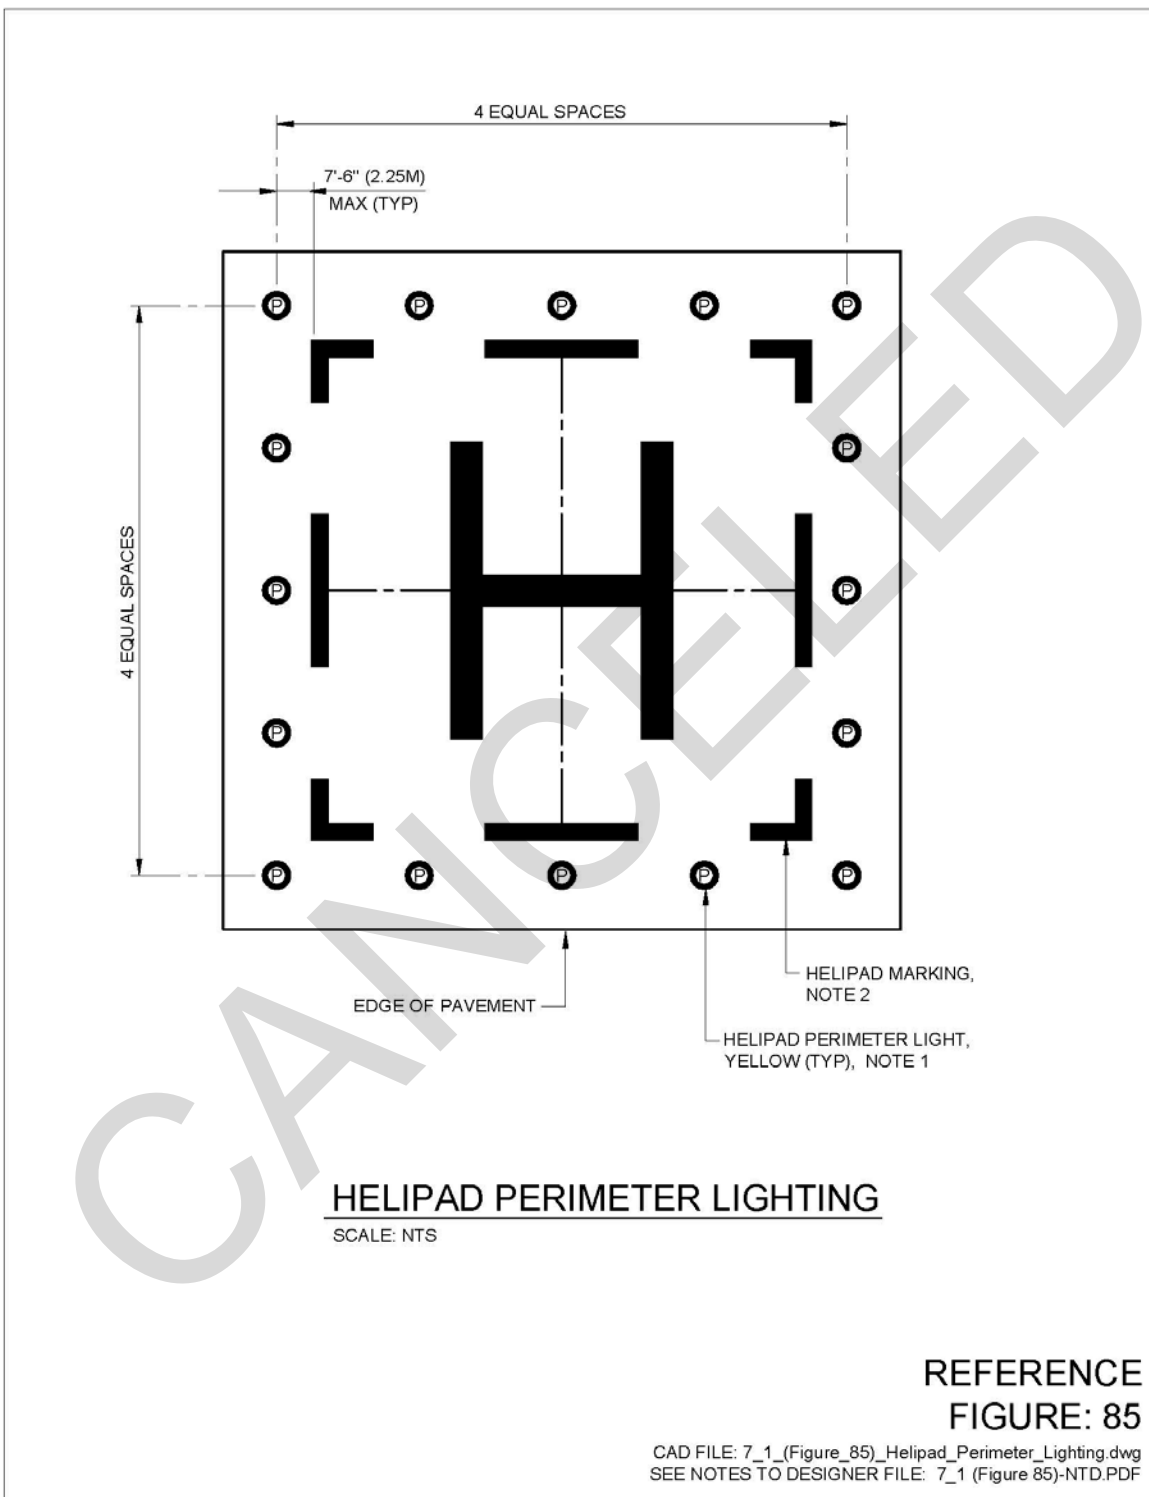 4 EQUAL SPACES
7'-6" (2.25M)
MAX (TYP)
P P P P P
P P
4 EQUAL SPACES
H
P P
P P
P P P P P
HELIPAD MARKING,
NOTE 2
EDGE OF PAVEMENT
HELIPAD PERIMETER LIGHT,
YELLOW (TYP), NOTE 1
CANCELED
HELIPAD PERIMETER LIGHTING
SCALE: NTS
REFERENCE
FIGURE: 85
CAD FILE: 7_1_(Figure_85)_Helipad_Perimeter_Lighting.dwg
SEE NOTES TO DESIGNER FILE: 7_1 (Figure 85)-NTD.PDF